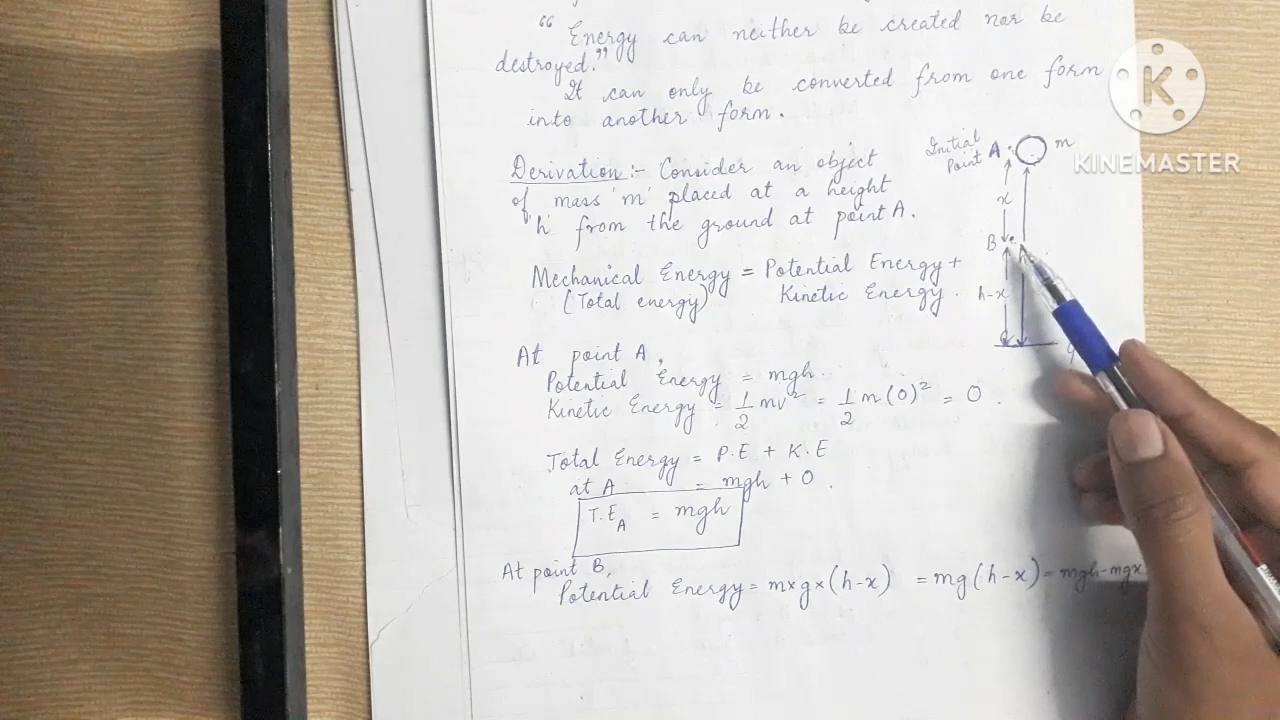 “Energy can neither be created nor be
destroyed.”
It can only be converted from one form
into another form.
Derivation :- Consider an object
of mass 'm' placed at a height
'h' from the ground at point A.
Initial
Point A
m
x
B
h-x
Mechanical Energy = Potential Energy +
(Total energy) Kinetic Energy.
At point A,
Potential Energy = mgh.
Kinetic Energy = 1/2 mv² = 1/2 m(0)² = 0.
Total Energy = P.E + K.E
at A = mgh + 0.
T.E_A = mgh
At point B,
Potential Energy = m×g×(h-x) = mg(h-x) = mgh-mgx
K
KINEMASTER